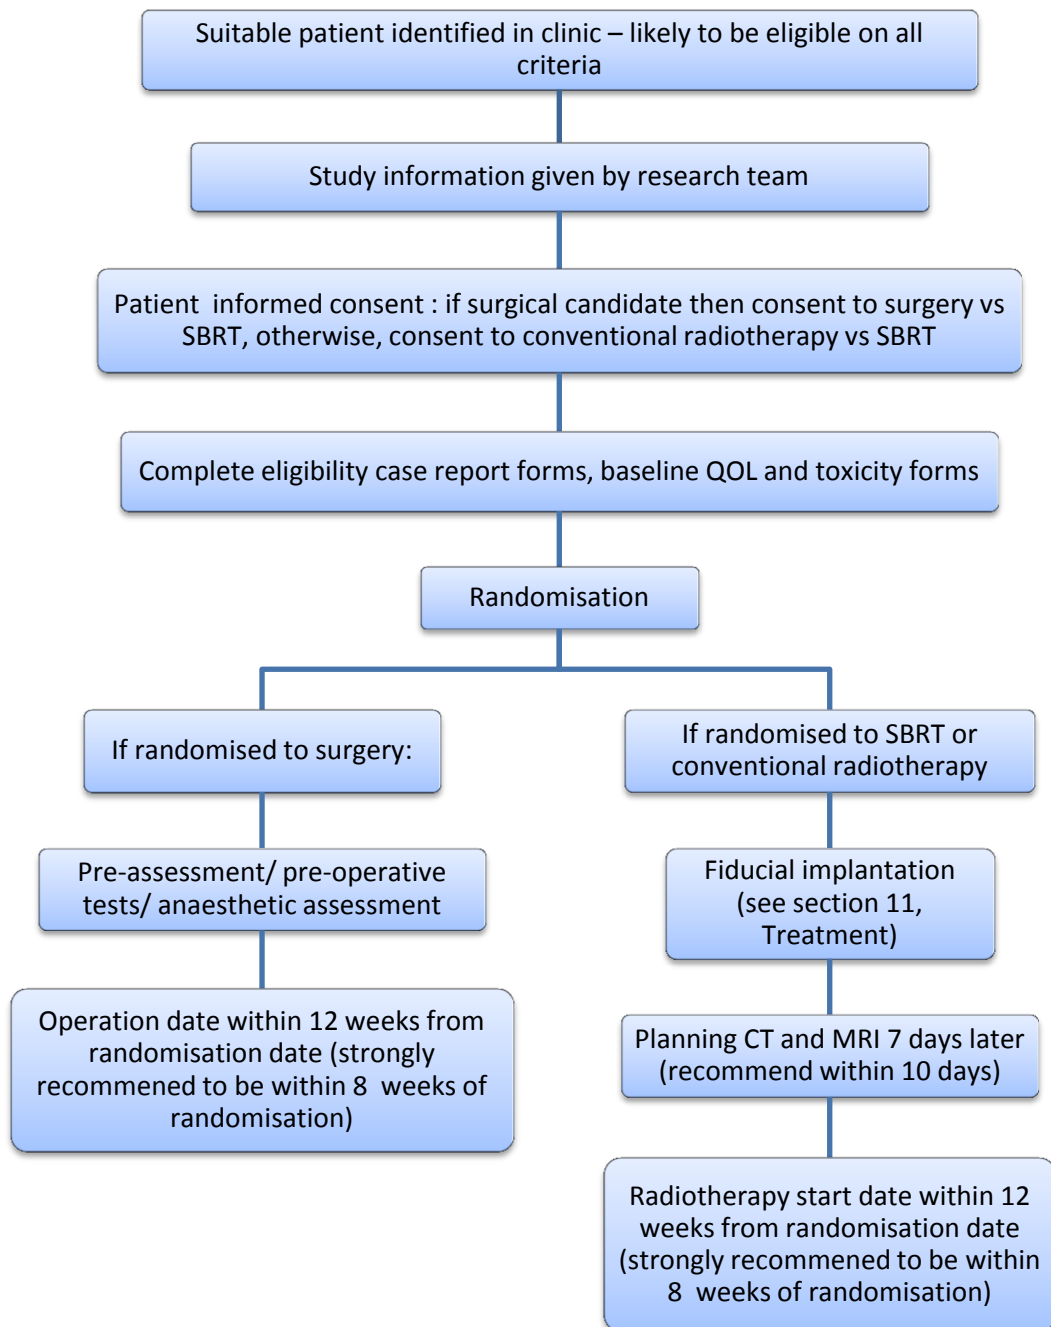 Suitable patient identified in clinic – likely to be eligible on all
criteria
Study information given by research team
Patient  informed consent : if surgical candidate then consent to surgery vs
SBRT, otherwise, consent to conventional radiotherapy vs SBRT
Complete eligibility case report forms, baseline QOL and toxicity forms
Randomisation
If randomised to surgery:
Pre-assessment/ pre-operative
tests/ anaesthetic assessment
Operation date within 12 weeks from
randomisation date (strongly
recommened to be within 8  weeks of
randomisation)
If randomised to SBRT or
conventional radiotherapy
Fiducial implantation
(see section 11,
Treatment)
Planning CT and MRI 7 days later
(recommend within 10 days)
Radiotherapy start date within 12
weeks from randomisation date
(strongly recommened to be within
8  weeks of randomisation)